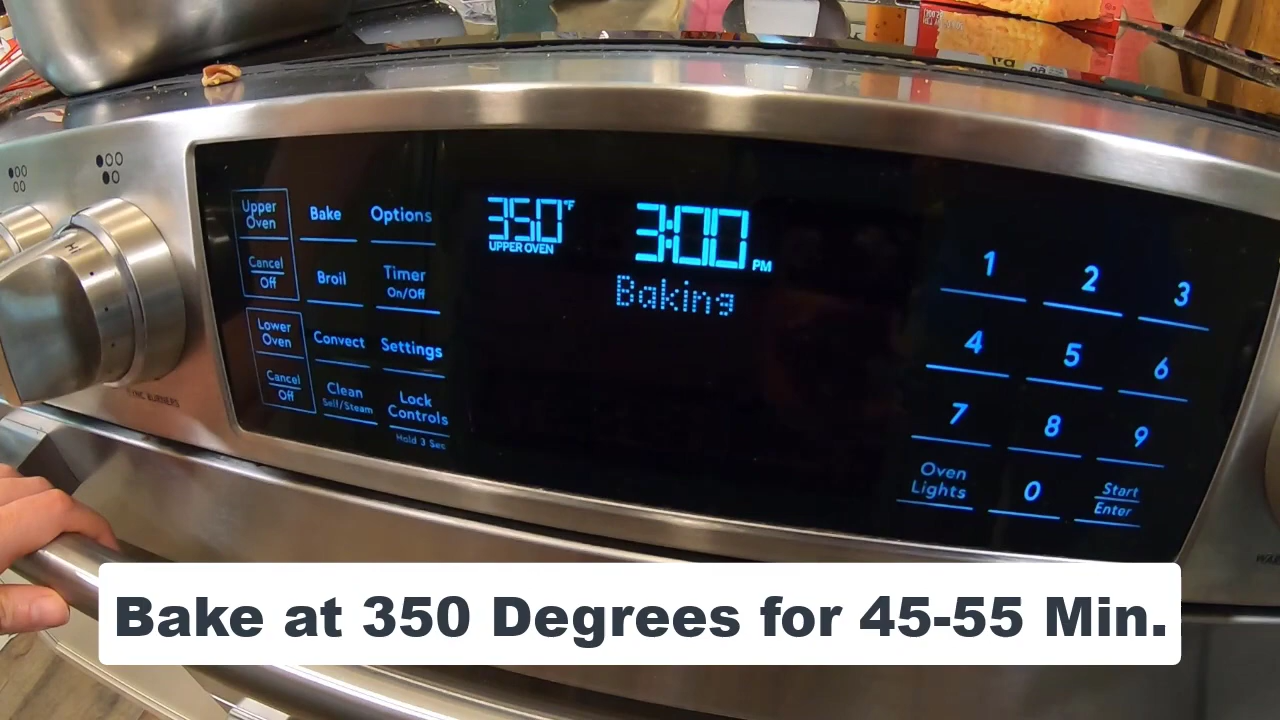 Upper
Oven
Cancel
Off
Lower
Oven
Cancel
Off
Bake
Broil
Convect
Clean
Self/Steam
Options
Timer
On/Off
Settings
Lock
Controls
Hold 3 Sec
350°F
UPPER OVEN
3:00 PM
Baking
1 2 3
4 5 6
7 8 9
Oven
Lights
0
Start
Enter
HI
Bake at 350 Degrees for 45-55 Min.